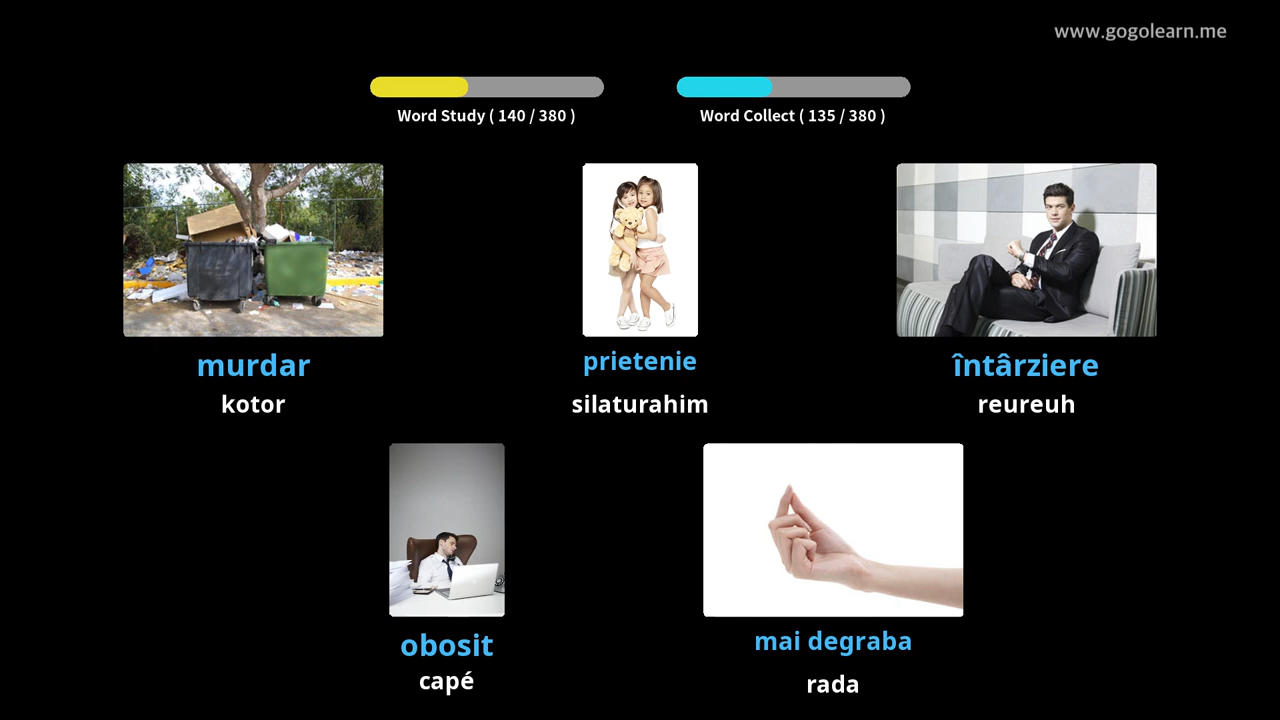 www.gogolearn.me
Word Study ( 140 / 380 )
Word Collect ( 135 / 380 )
murdar
kotor
prietenie
silaturahim
întârziere
reureuh
obosit
capé
mai degraba
rada